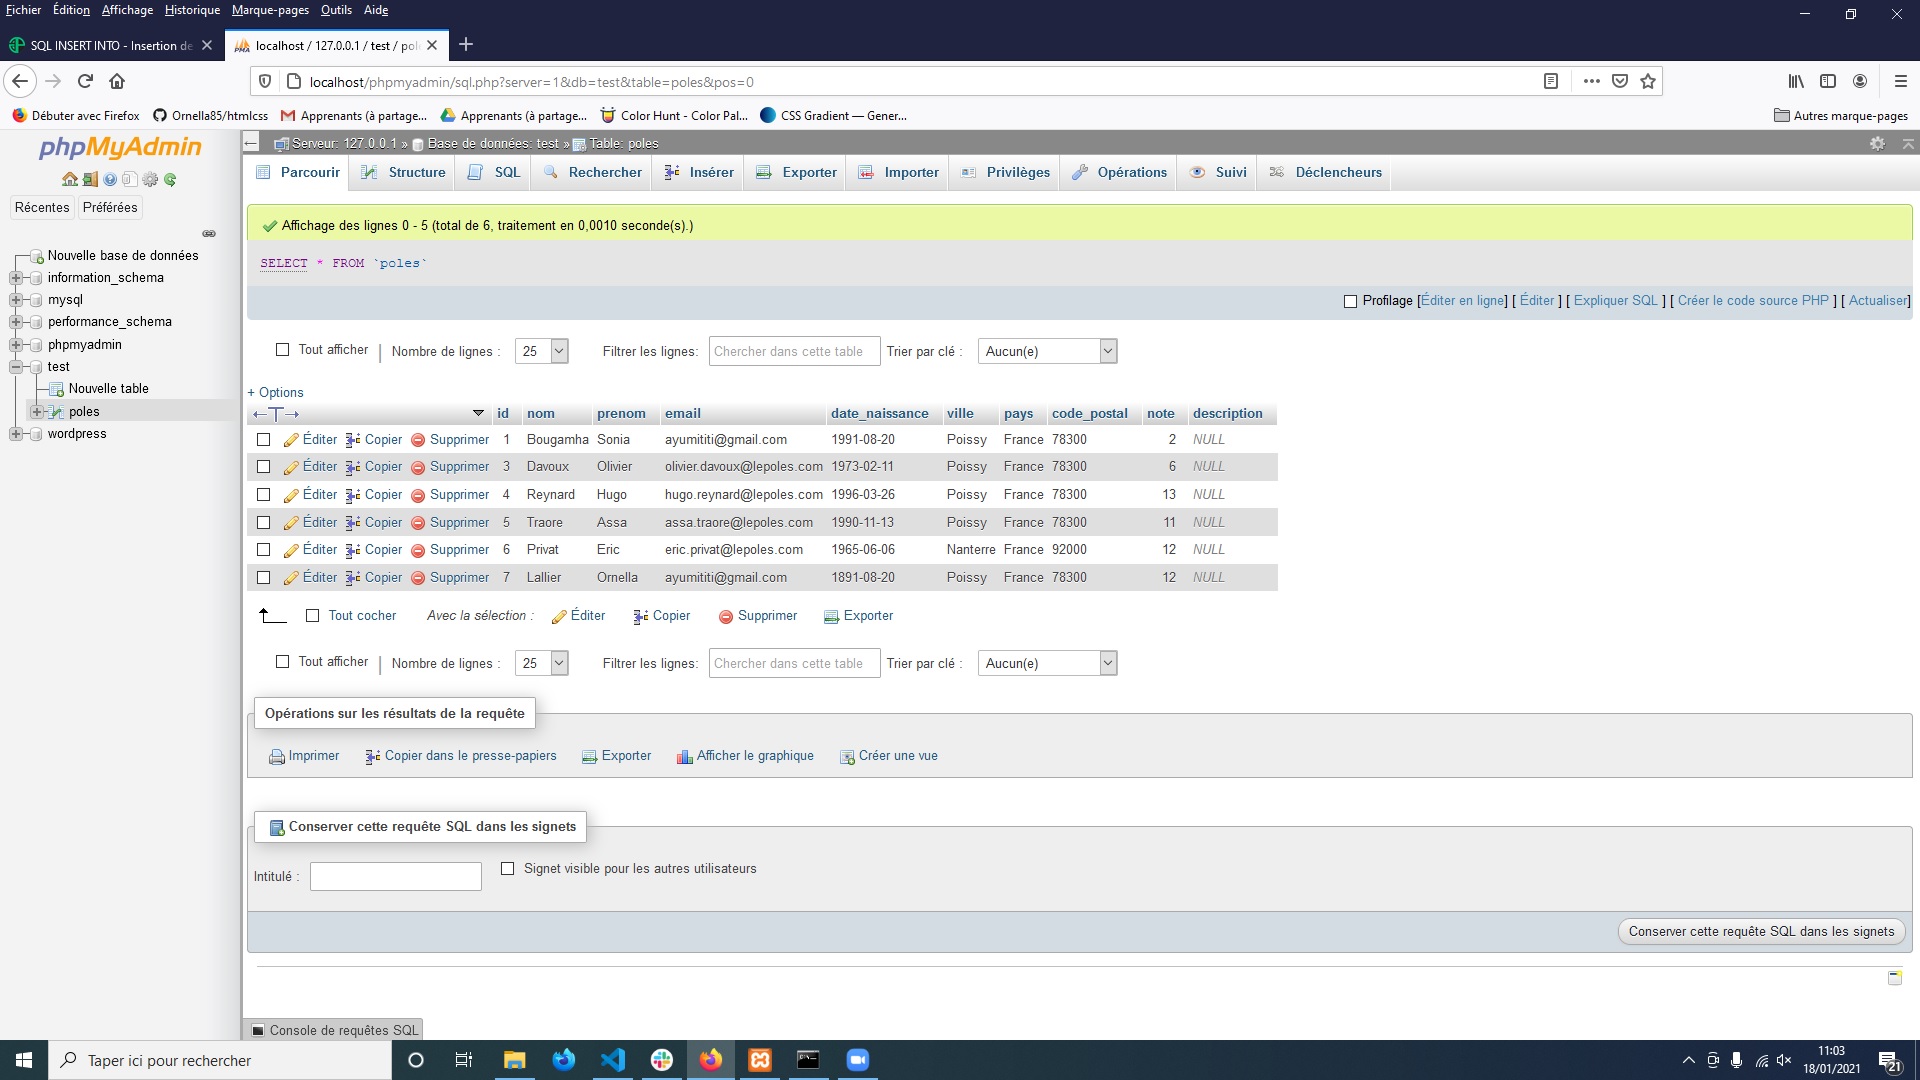 Fichier Édition Affichage Historique Marque-pages Outils Aide
SQL INSERT INTO - Insertion de
localhost / 127.0.0.1 / test / pol
localhost/phpmyadmin/sql.php?server=1&db=test&table=poles&pos=0
Débuter avec Firefox Ornella85/htmlcss Apprenants (à partage... Apprenants (à partage... Color Hunt - Color Pal... CSS Gradient — Gener... Autres marque-pages
phpMyAdmin
Récentes Préférées
Nouvelle base de données
information_schema
mysql
performance_schema
phpmyadmin
test
Nouvelle table
poles
wordpress
Serveur: 127.0.0.1 » Base de données: test » Table: poles
Parcourir Structure SQL Rechercher Insérer Exporter Importer Privilèges Opérations Suivi Déclencheurs
Affichage des lignes 0 - 5 (total de 6, traitement en 0,0010 seconde(s).)
SELECT * FROM `poles`
Profilage [Éditer en ligne] [ Éditer ] [ Expliquer SQL ] [ Créer le code source PHP ] [ Actualiser]
Tout afficher | Nombre de lignes : 25 Filtrer les lignes: Chercher dans cette table Trier par clé : Aucun(e)
+ Options
←T→ id nom prenom email date_naissance ville pays code_postal note description
Éditer Copier Supprimer 1 Bougamha Sonia ayumititi@gmail.com 1991-08-20 Poissy France 78300 2 NULL
Éditer Copier Supprimer 3 Davoux Olivier olivier.davoux@lepoles.com 1973-02-11 Poissy France 78300 6 NULL
Éditer Copier Supprimer 4 Reynard Hugo hugo.reynard@lepoles.com 1996-03-26 Poissy France 78300 13 NULL
Éditer Copier Supprimer 5 Traore Assa assa.traore@lepoles.com 1990-11-13 Poissy France 78300 11 NULL
Éditer Copier Supprimer 6 Privat Eric eric.privat@lepoles.com 1965-06-06 Nanterre France 92000 12 NULL
Éditer Copier Supprimer 7 Lallier Ornella ayumititi@gmail.com 1891-08-20 Poissy France 78300 12 NULL
Tout cocher Avec la sélection : Éditer Copier Supprimer Exporter
Tout afficher | Nombre de lignes : 25 Filtrer les lignes: Chercher dans cette table Trier par clé : Aucun(e)
Opérations sur les résultats de la requête
Imprimer Copier dans le presse-papiers Exporter Afficher le graphique Créer une vue
Conserver cette requête SQL dans les signets
Intitulé : Signet visible pour les autres utilisateurs
Conserver cette requête SQL dans les signets
Console de requêtes SQL
Taper ici pour rechercher
11:03
18/01/2021
21